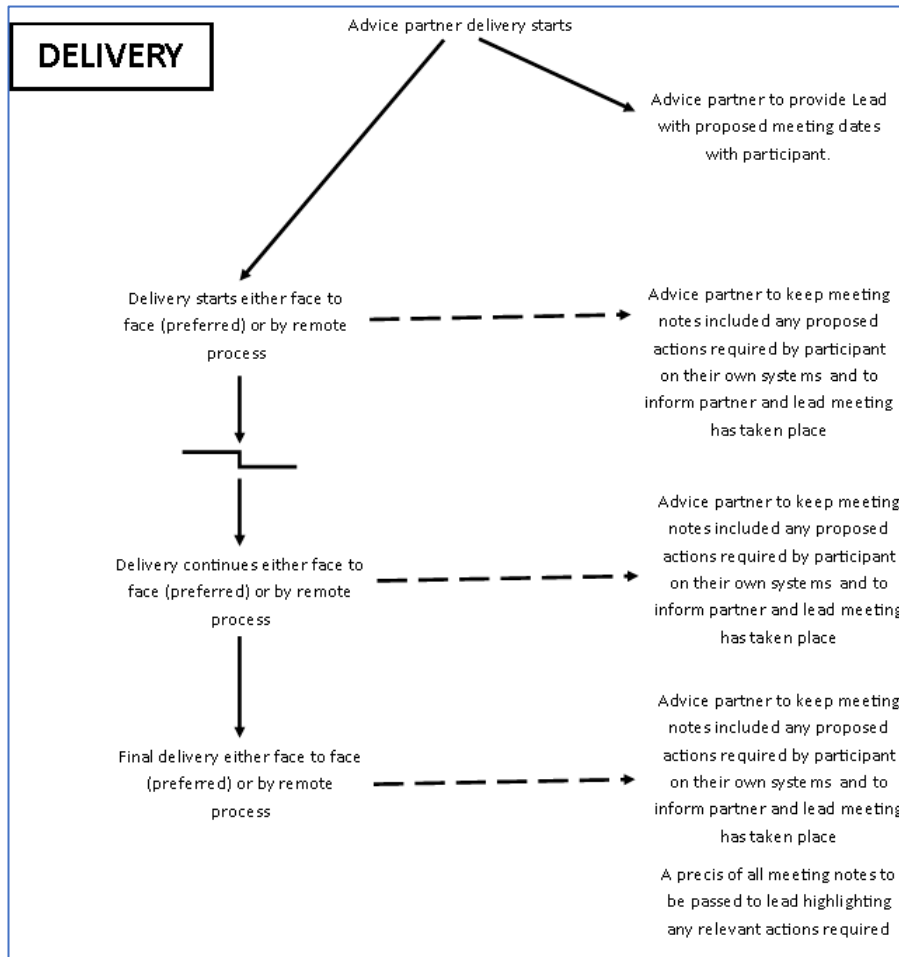 Advice partner delivery starts
DELIVERY
Advice partner to provide Lead
with proposed meeting dates
with participant.
Delivery starts either face to
face (preferred) or by remote
process
Advice partner to keep meeting
notes included any proposed
actions required by participant
on their own systems and to
inform partner and lead meeting
has taken place
Delivery continues either face to
face (preferred) or by remote
process
Advice partner to keep meeting
notes included any proposed
actions required by participant
on their own systems and to
inform partner and lead meeting
has taken place
Final delivery either face to face
(preferred) or by remote
process
Advice partner to keep meeting
notes included any proposed
actions required by participant
on their own systems and to
inform partner and lead meeting
has taken place
A precis of all meeting notes to
be passed to lead highlighting
any relevant actions required